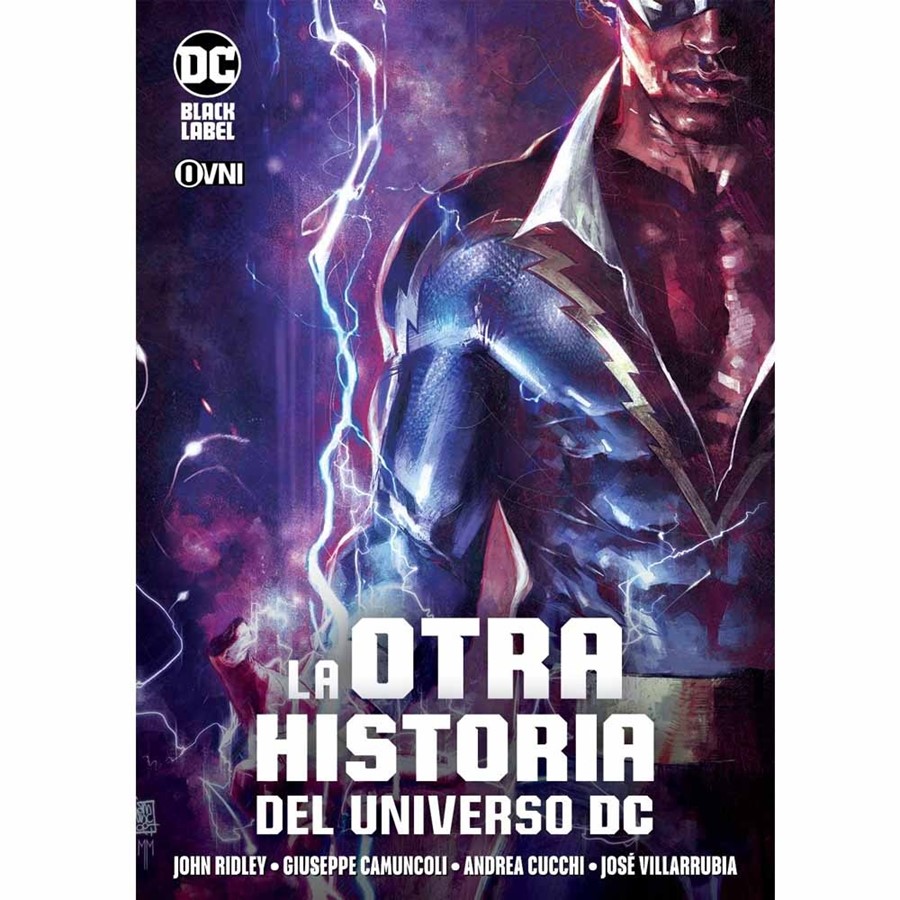 DC
BLACK
LABEL
OVNI
LA OTRA
HISTORIA
DEL UNIVERSO DC
JOHN RIDLEY • GIUSEPPE CAMUNCOLI • ANDREA CUCCHI • JOSÉ VILLARRUBIA